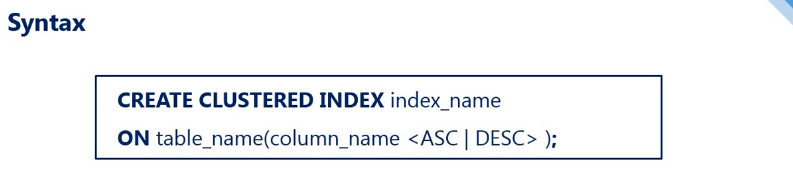 Syntax
CREATE CLUSTERED INDEX index_name
ON table_name(column_name <ASC | DESC> );